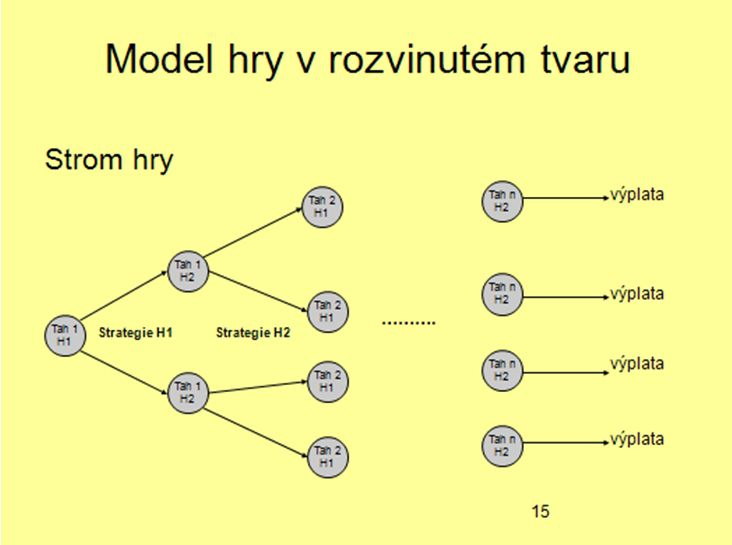 Model hry v rozvinutém tvaru
Strom hry
Tah 1
H1
Strategie H1
Tah 1
H2
Tah 1
H2
Strategie H2
Tah 2
H1
Tah 2
H1
Tah 2
H1
Tah 2
H1
..........
Tah n
H2
výplata
Tah n
H2
výplata
Tah n
H2
výplata
Tah n
H2
výplata
15